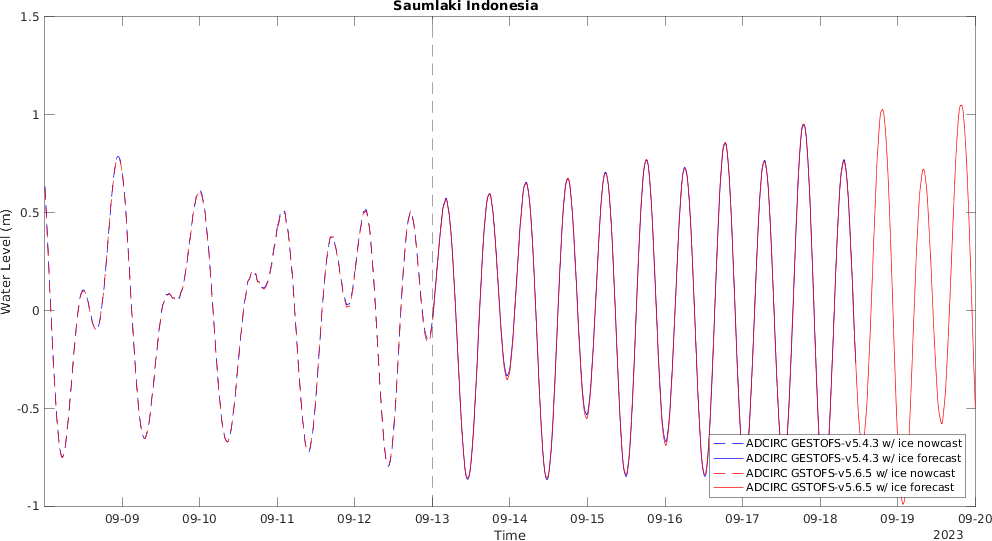 Saumlaki Indonesia
1.5
1
0.5
0
-0.5
-1
Water Level (m)
ADCIRC GESTOFS-v5.4.3 w/ ice nowcast
ADCIRC GESTOFS-v5.4.3 w/ ice forecast
ADCIRC GSTOFS-v5.6.5 w/ ice nowcast
ADCIRC GSTOFS-v5.6.5 w/ ice forecast
09-09 09-10 09-11 09-12 09-13 09-14 09-15 09-16 09-17 09-18 09-19 09-20
Time
2023